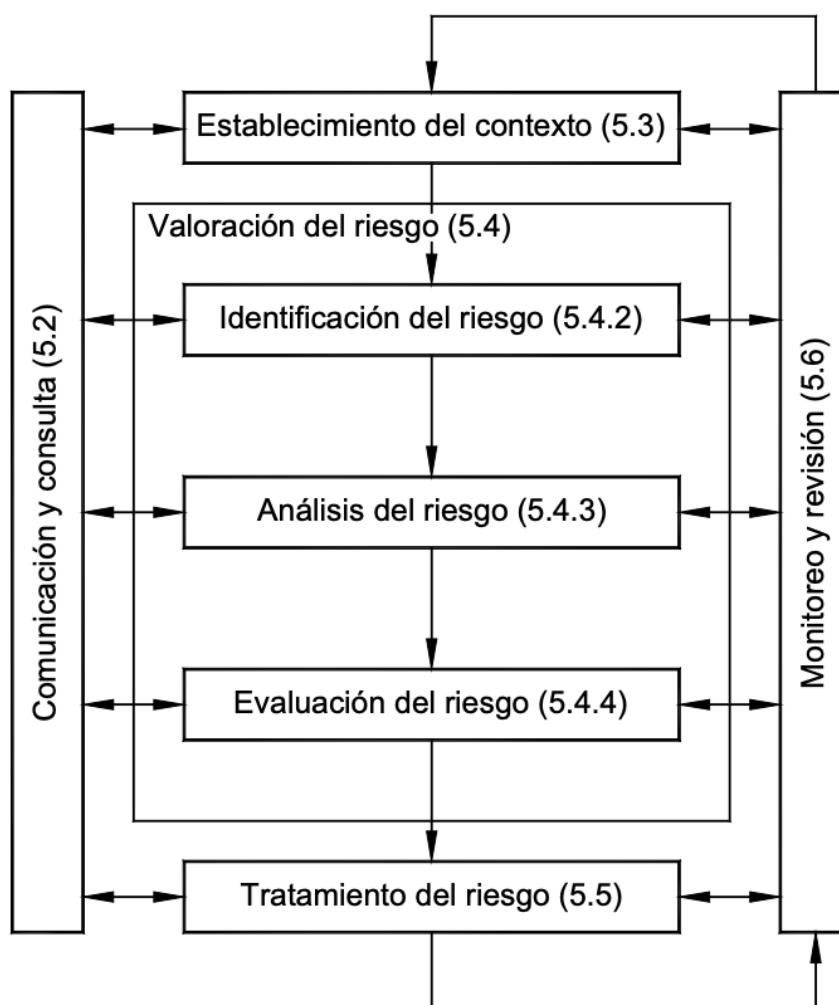 Establecimiento del contexto (5.3)
Valoración del riesgo (5.4)
Identificación del riesgo (5.4.2)
Análisis del riesgo (5.4.3)
Evaluación del riesgo (5.4.4)
Tratamiento del riesgo (5.5)
Comunicación y consulta (5.2)
Monitoreo y revisión (5.6)